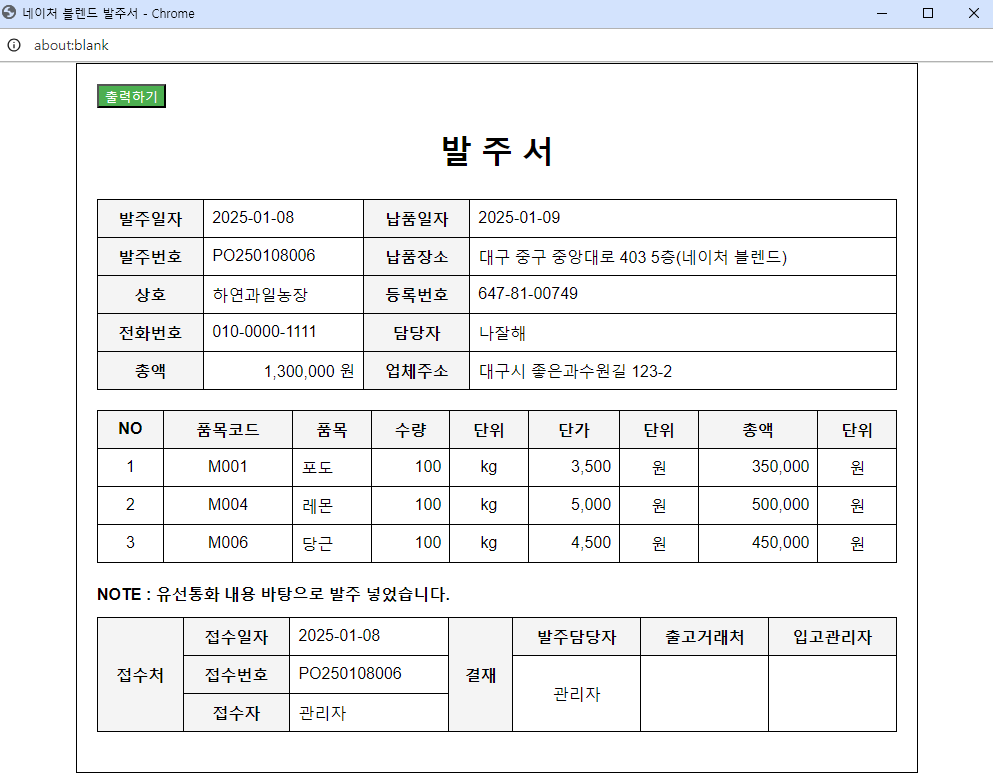 네이처 블렌드 발주서 - Chrome
about:blank
출력하기
발 주 서
발주일자 2025-01-08 납품일자 2025-01-09
발주번호 PO250108006 납품장소 대구 중구 중앙대로 403 5층(네이처 블렌드)
상호 하연과일농장 등록번호 647-81-00749
전화번호 010-0000-1111 담당자 나잘해
총액 1,300,000 원 업체주소 대구시 좋은과수원길 123-2
NO 품목코드 품목 수량 단위 단가 단위 총액 단위
1 M001 포도 100 kg 3,500 원 350,000 원
2 M004 레몬 100 kg 5,000 원 500,000 원
3 M006 당근 100 kg 4,500 원 450,000 원
NOTE : 유선통화 내용 바탕으로 발주 넣었습니다.
접수처 접수일자 2025-01-08 결재 발주담당자 출고거래처 입고관리자
접수번호 PO250108006 관리자
접수자 관리자